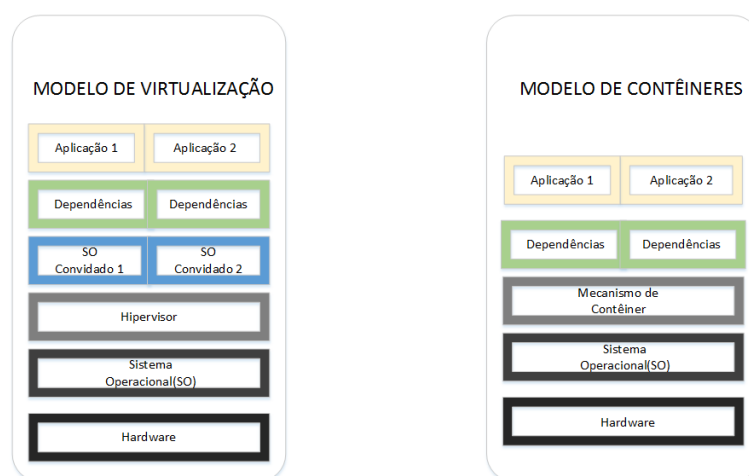 MODELO DE VIRTUALIZAÇÃO
Aplicação 1
Aplicação 2
Dependências
Dependências
SO
Convidado 1
SO
Convidado 2
Hipervisor
Sistema
Operacional(SO)
Hardware
MODELO DE CONTÊINERES
Aplicação 1
Aplicação 2
Dependências
Dependências
Mecanismo de
Contêiner
Sistema
Operacional(SO)
Hardware